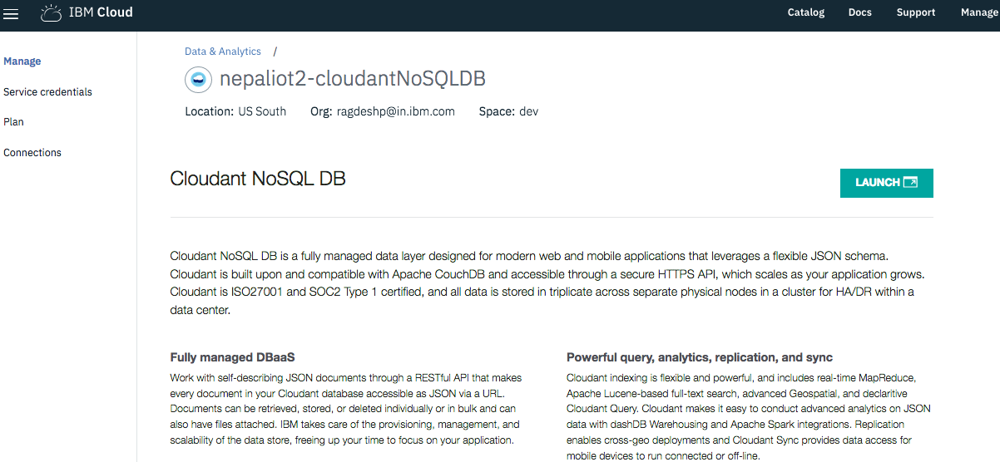 IBM Cloud
Catalog Docs Support Manage
Manage
Service credentials
Plan
Connections
Data & Analytics /
nepaliot2-cloudantNoSQLDB
Location: US South Org: ragdeshp@in.ibm.com Space: dev
Cloudant NoSQL DB
LAUNCH
Cloudant NoSQL DB is a fully managed data layer designed for modern web and mobile applications that leverages a flexible JSON schema.
Cloudant is built upon and compatible with Apache CouchDB and accessible through a secure HTTPS API, which scales as your application grows.
Cloudant is ISO27001 and SOC2 Type 1 certified, and all data is stored in triplicate across separate physical nodes in a cluster for HA/DR within a
data center.
Fully managed DBaaS
Work with self-describing JSON documents through a RESTful API that makes
every document in your Cloudant database accessible as JSON via a URL.
Documents can be retrieved, stored, or deleted individually or in bulk and can
also have files attached. IBM takes care of the provisioning, management, and
scalability of the data store, freeing up your time to focus on your application.
Powerful query, analytics, replication, and sync
Cloudant indexing is flexible and powerful, and includes real-time MapReduce,
Apache Lucene-based full-text search, advanced Geospatial, and declaritive
Cloudant Query. Cloudant makes it easy to conduct advanced analytics on JSON
data with dashDB Warehousing and Apache Spark integrations. Replication
enables cross-geo deployments and Cloudant Sync provides data access for
mobile devices to run connected or off-line.